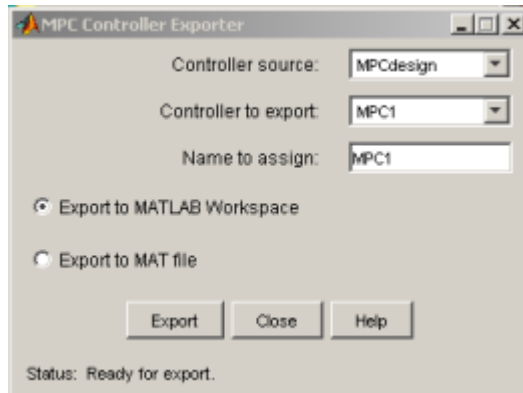 MPC Controller Exporter
Controller source: MPCdesign
Controller to export: MPC1
Name to assign: MPC1
Export to MATLAB Workspace
Export to MAT file
Export Close Help
Status: Ready for export.